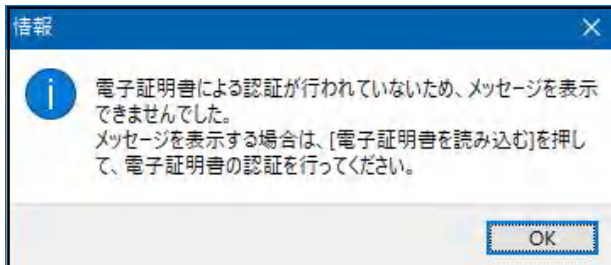 情報
電子証明書による認証が行われていないため、メッセージを表示
できませんでした。
メッセージを表示する場合は、[電子証明書を読み込む]を押し
て、電子証明書の認証を行ってください。
OK